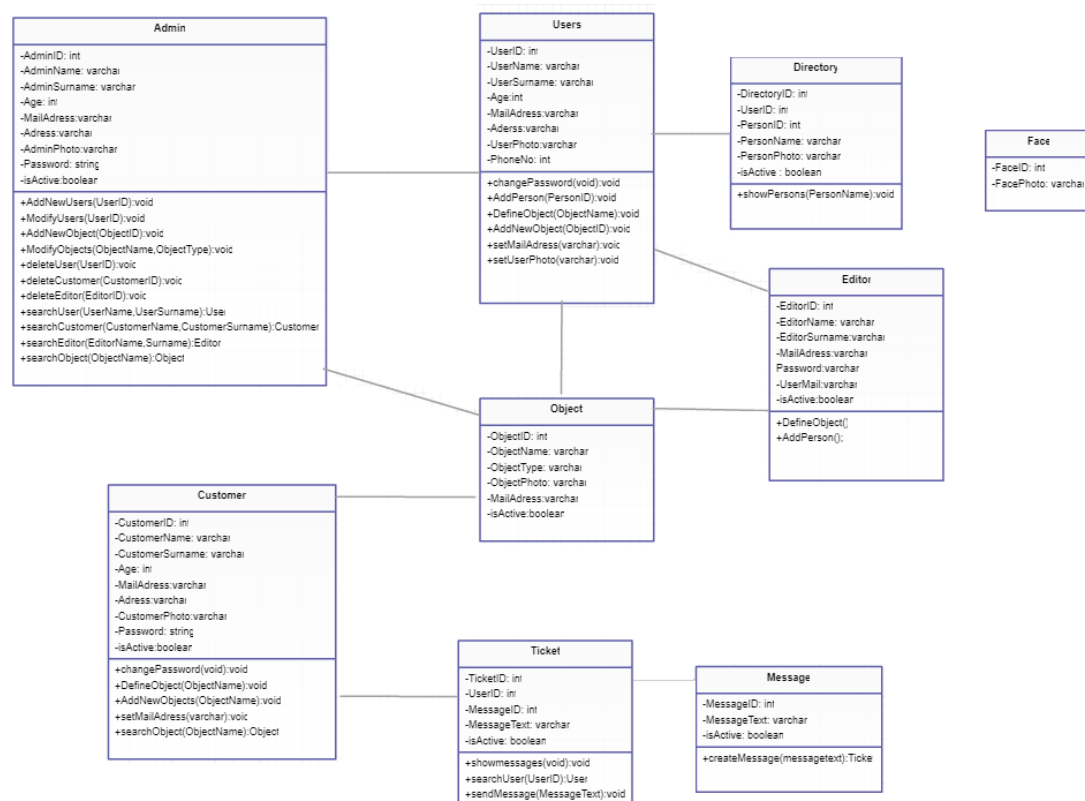 Admin
-AdminID: int
-AdminName: varchar
-AdminSurname: varchar
-Age: int
-MailAdress:varchar
-Adress:varchar
-AdminPhoto:varchar
-Password: string
-isActive:boolean
+AddNewUsers(UserID):void
+ModifyUsers(UserID):void
+AddNewObject(ObjectID):void
+ModifyObjects(ObjectName,ObjectType):void
+deleteUser(UserID):void
+deleteCustomer(CustomerID):void
+deleteEditor(EditorID):void
+searchUser(UserName,UserSurname):User
+searchCustomer(CustomerName,CustomerSurname):Customer
+searchEditor(EditorName,Surname):Editor
+searchObject(ObjectName):Object
Users
-UserID: int
-UserName: varchar
-UserSurname: varchar
-Age:int
-MailAdress:varchar
-Aderss:varchar
-UserPhoto:varchar
-PhoneNo: int
+changePassword(void):void
+AddPerson(PersonID):void
+DefineObject(ObjectName):void
+AddNewObject(ObjectID):void
+setMailAdress(varchar):void
+setUserPhoto(varchar):void
Directory
-DirectoryID: int
-UserID: int
-PersonID: int
-PersonName: varchar
-PersonPhoto: varchar
-isActive : boolean
+showPersons(PersonName):void
Face
-FaceID: int
-FacePhoto: varchar
Editor
-EditorID: int
-EditorName: varchar
-EditorSurname:varchar
-MailAdress:varchar
Password:varchar
-UserMail:varchar
-isActive:boolean
+DefineObject()
+AddPerson();
Object
-ObjectID: int
-ObjectName: varchar
-ObjectType: varchar
-ObjectPhoto: varchar
-MailAdress:varchar
-isActive:boolean
Customer
-CustomerID: int
-CustomerName: varchar
-CustomerSurname: varchar
-Age: int
-MailAdress:varchar
-Adress:varchar
-CustomerPhoto:varchar
-Password: string
-isActive:boolean
+changePassword(void):void
+DefineObject(ObjectName):void
+AddNewObjects(ObjectName):void
+setMailAdress(varchar):void
+searchObject(ObjectName):Object
Ticket
-TicketID: int
-UserID: int
-MessageID: int
-MessageText: varchar
-isActive: boolean
+showmessages(void):void
+searchUser(UserID):User
+sendMessage(MessageText):void
Message
-MessageID: int
-MessageText: varchar
-isActive: boolean
+createMessage(messagetext):Ticket